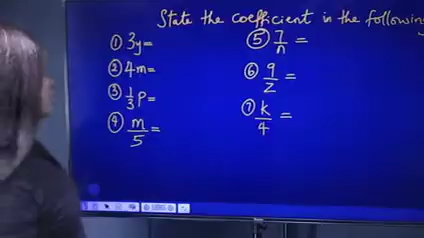 State the coefficient in the following
① 3y=
② 4m=
③ 1/3 p=
④ m/5 =
⑤ 7/n =
⑥ 9/z =
⑦ k/4 =